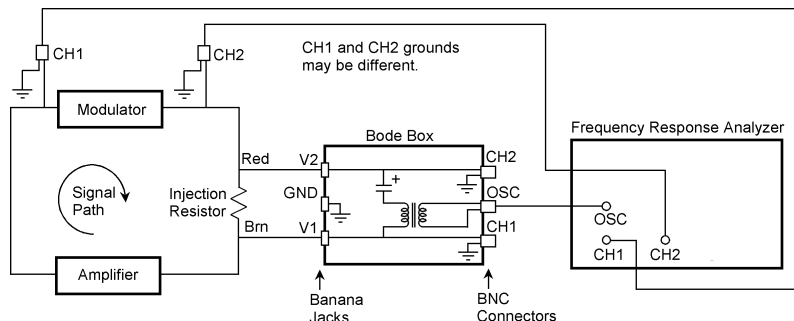 CH1
CH2
CH1 and CH2 grounds
may be different.
Modulator
Bode Box
Frequency Response Analyzer
Red
V2
CH2
Signal
Path
Injection
Resistor
GND
+
OSC
OSC
Brn
V1
CH1
CH1
CH2
Amplifier
Banana
Jacks
BNC
Connectors